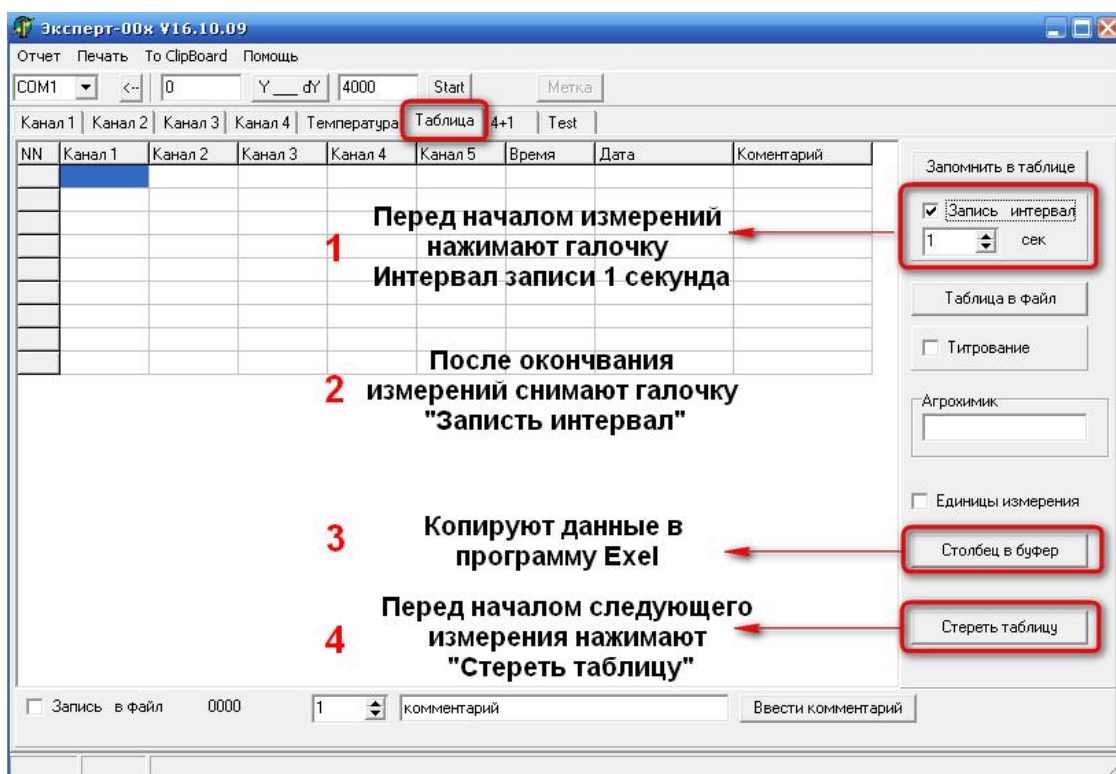 Эксперт-00x V16.10.09
Отчет Печать To ClipBoard Помощь
COM1 <-- 0 Y ___ dY 4000 Start Метка
Канал 1 Канал 2 Канал 3 Канал 4 Температура Таблица 4+1 Test
NN Канал 1 Канал 2 Канал 3 Канал 4 Канал 5 Время Дата Коментарий
Запомнить в таблице
Запись интервал
1 сек
1
Перед началом измерений
нажимают галочку
Интервал записи 1 секунда
Таблица в файл
Титрование
2
После окончвания
измерений снимают галочку
"Записть интервал"
Агрохимик
Единицы измерения
3
Копируют данные в
программу Exel
Столбец в буфер
4
Перед началом следующего
измерения нажимают
"Стереть таблицу"
Стереть таблицу
Запись в файл 0000 1 комментарий Ввести комментарий